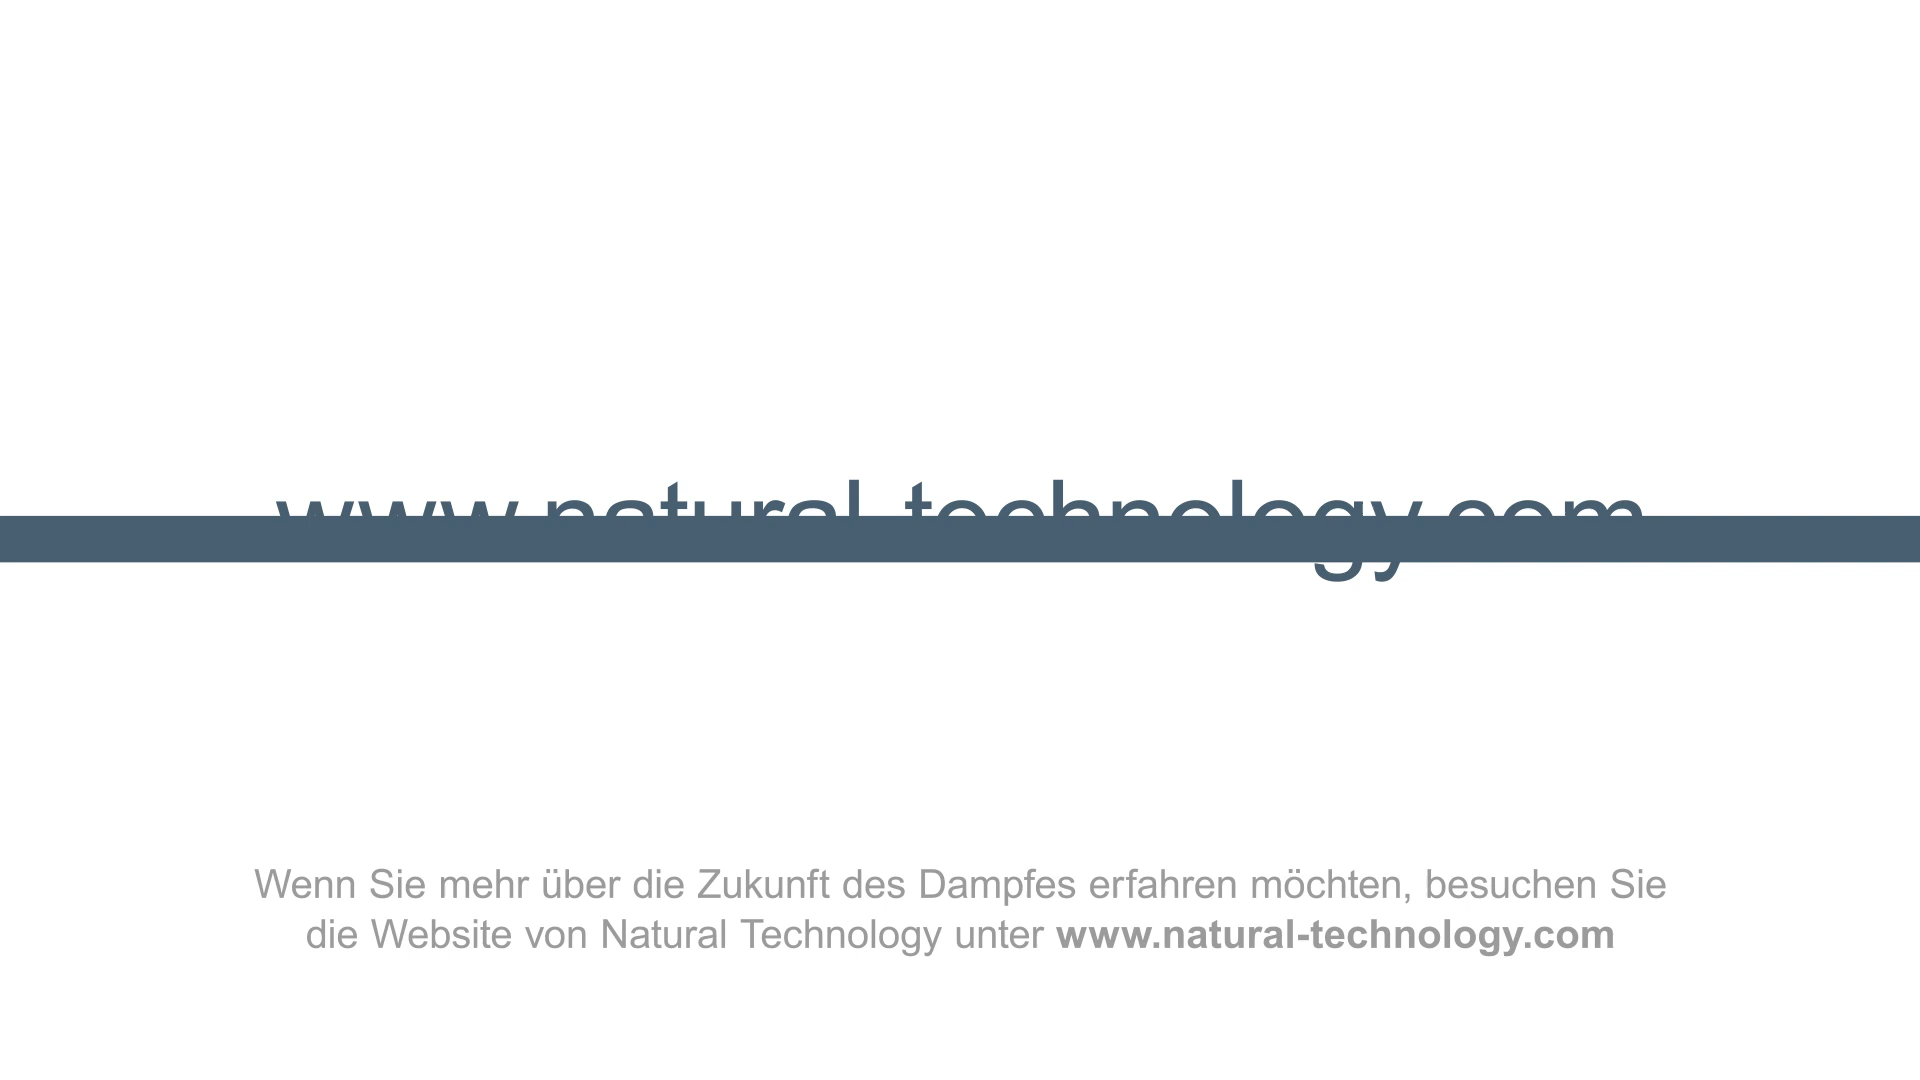 www.natural-technology.com
Wenn Sie mehr über die Zukunft des Dampfes erfahren möchten, besuchen Sie
die Website von Natural Technology unter www.natural-technology.com